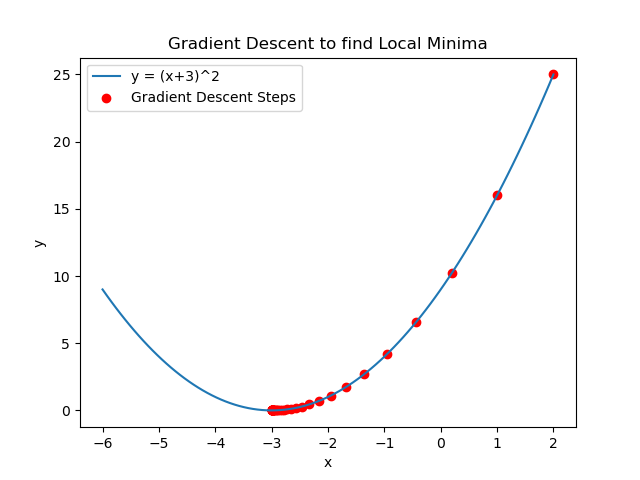 Gradient Descent to find Local Minima
y = (x+3)^2
Gradient Descent Steps
25
20
15
10
5
0
y
−6 −5 −4 −3 −2 −1 0 1 2
x